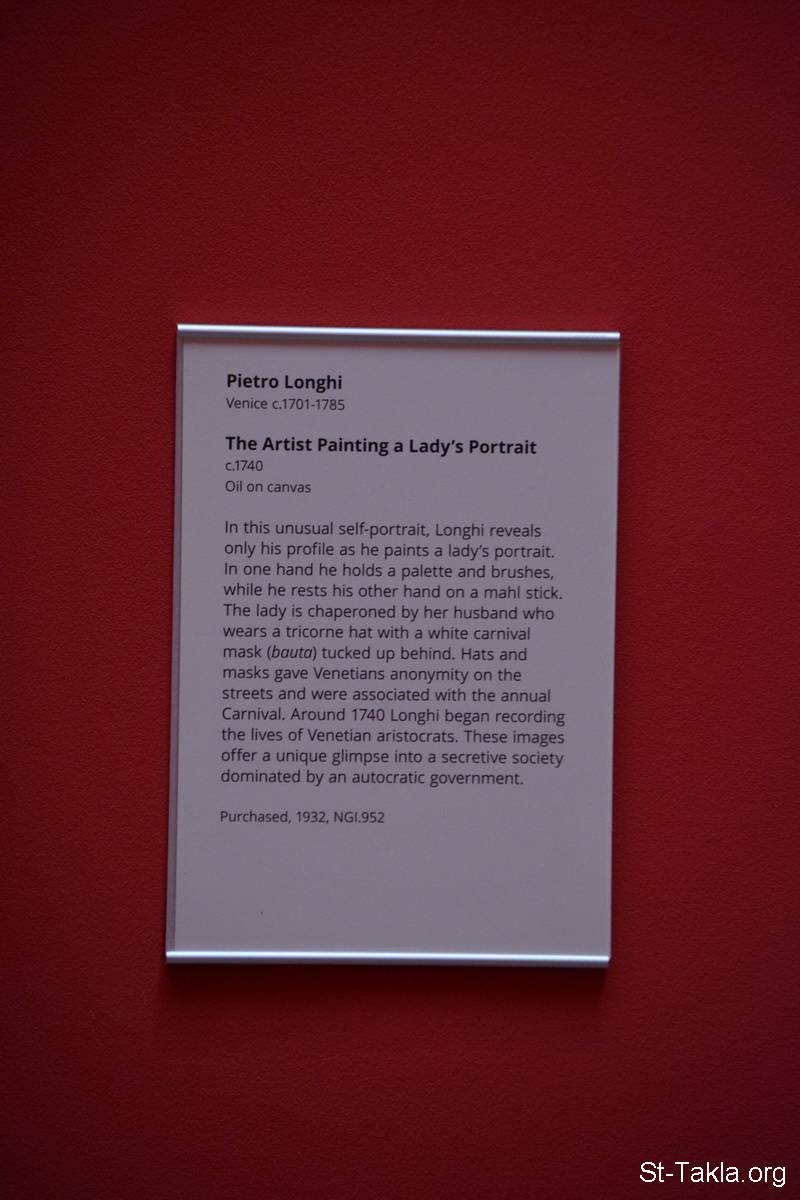 Pietro Longhi
Venice c.1701-1785
The Artist Painting a Lady's Portrait
c.1740
Oil on canvas
In this unusual self-portrait, Longhi reveals
only his profile as he paints a lady's portrait.
In one hand he holds a palette and brushes,
while he rests his other hand on a mahl stick.
The lady is chaperoned by her husband who
wears a tricorne hat with a white carnival
mask (bauta) tucked up behind. Hats and
masks gave Venetians anonymity on the
streets and were associated with the annual
Carnival. Around 1740 Longhi began recording
the lives of Venetian aristocrats. These images
offer a unique glimpse into a secretive society
dominated by an autocratic government.
Purchased, 1932, NGI.952
St-Takla.org